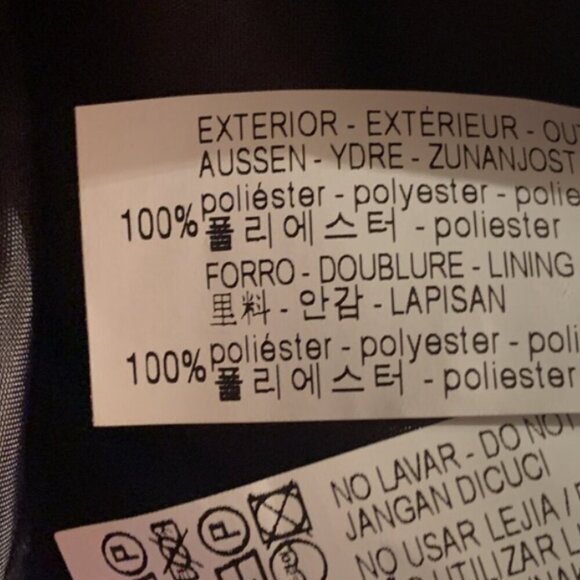 EXTERIOR - EXTÉRIEUR - OU
AUSSEN - YDRE - ZUNANJOST
poliéster - polyester - polie
100% 폴리에스터 - poliester
FORRO - DOUBLURE - LINING
里料 - 안감 - LAPISAN
poliéster - polyester - poli
100% 폴리에스터 - poliester
NO LAVAR - DO NOT
JANGAN DICUCI
NO USAR LEJIA /
UTILIZAR L
P
P